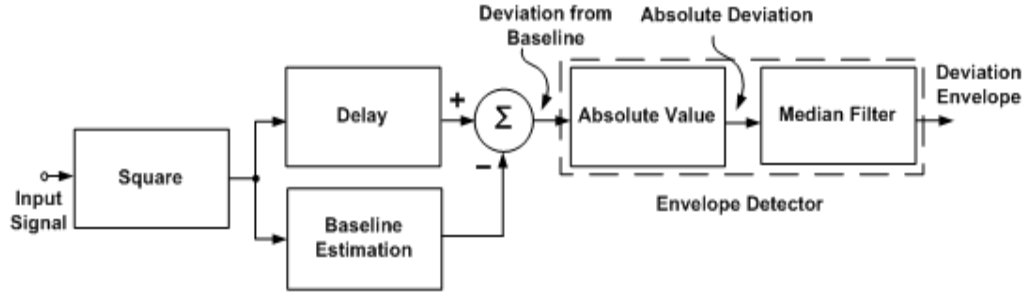 Deviation from
Baseline
Absolute Deviation
Deviation
Envelope
Delay
+
Σ
−
Absolute Value
Median Filter
Square
Input
Signal
Baseline
Estimation
Envelope Detector